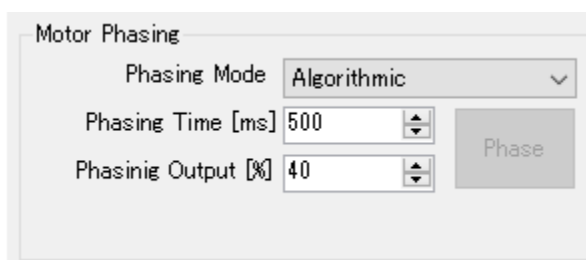 Motor Phasing
Phasing Mode Algorithmic
Phasing Time [ms] 500
Phase
Phasinig Output [%] 40